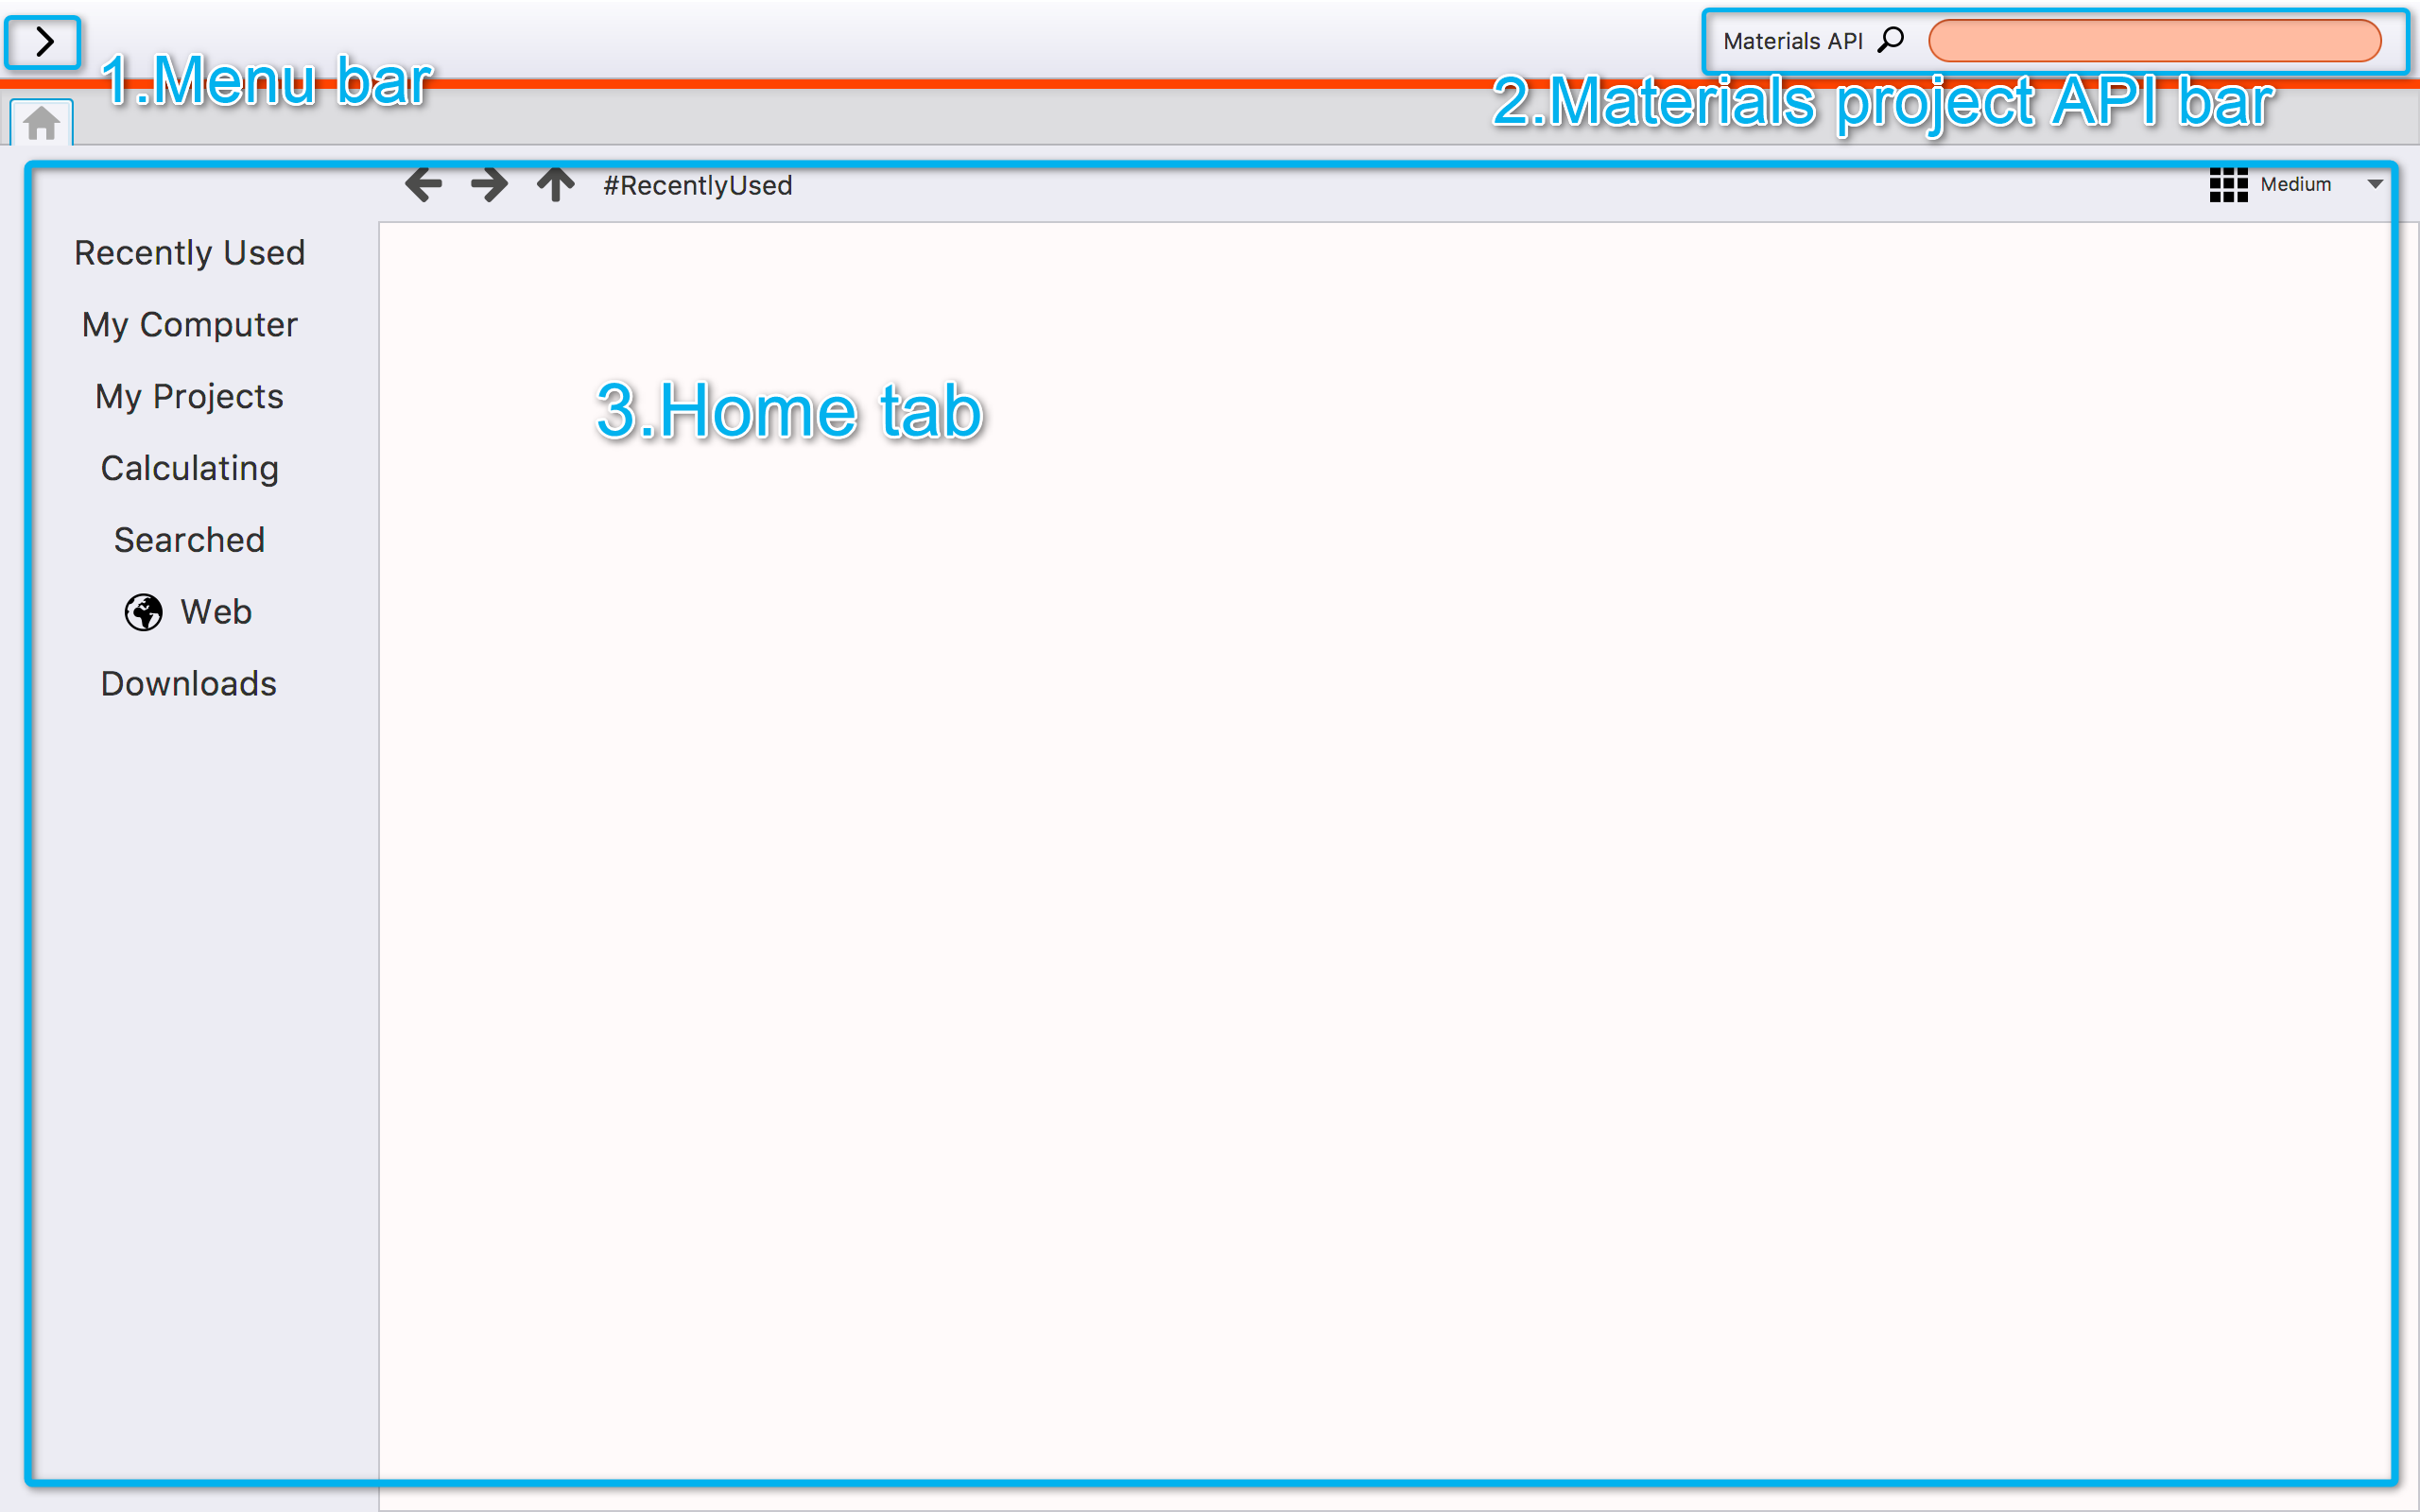 Materials API
1.Menu bar
2.Materials project API bar
#RecentlyUsed
Medium
Recently Used
My Computer
My Projects
3.Home tab
Calculating
Searched
Web
Downloads